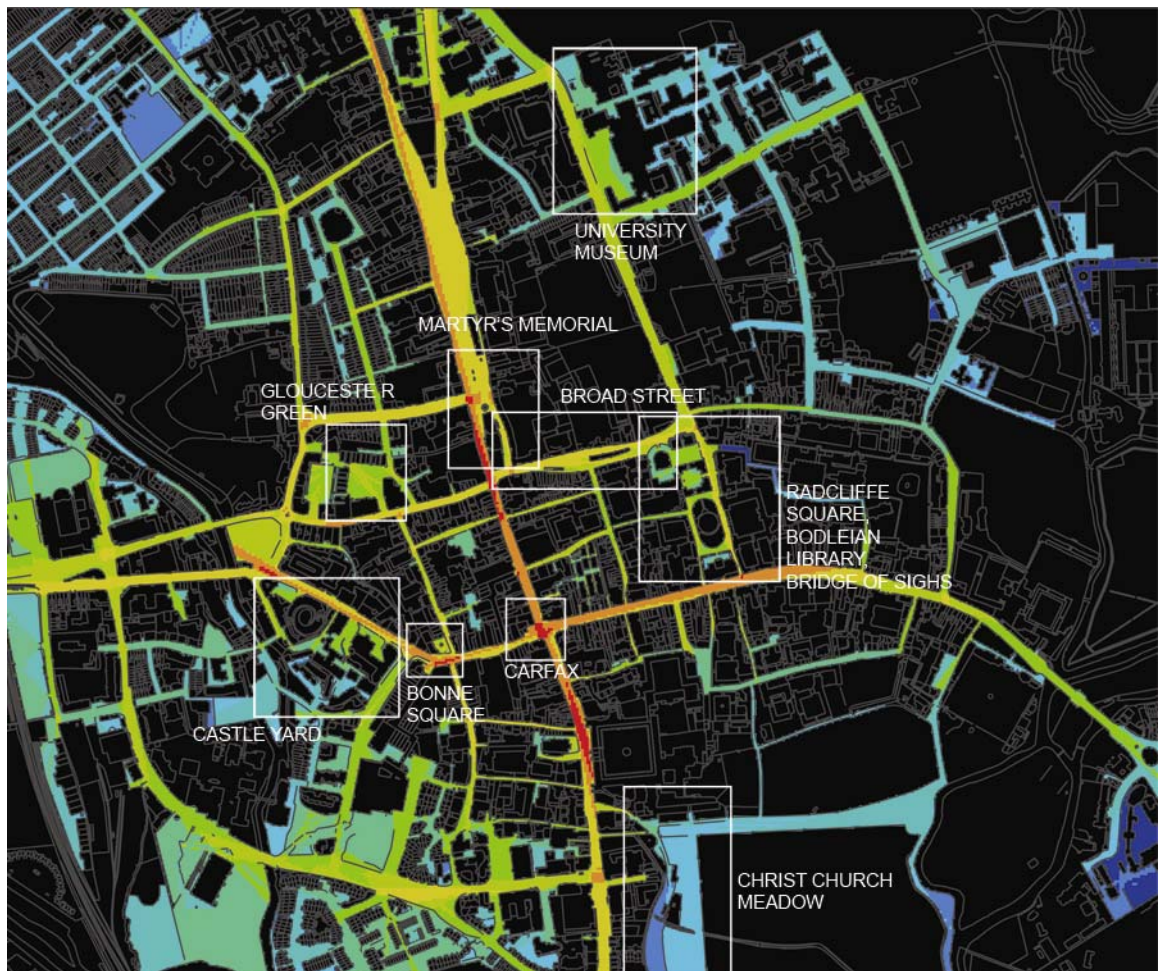 UNIVERSITY
MUSEUM
MARTYR'S MEMORIAL
GLOUCESTE R
GREEN
BROAD STREET
RADCLIFFE
SQUARE,
BODLEIAN
LIBRARY,
BRIDGE OF SIGHS
CARFAX
BONNE
SQUARE
CASTLE YARD
CHRIST CHURCH
MEADOW